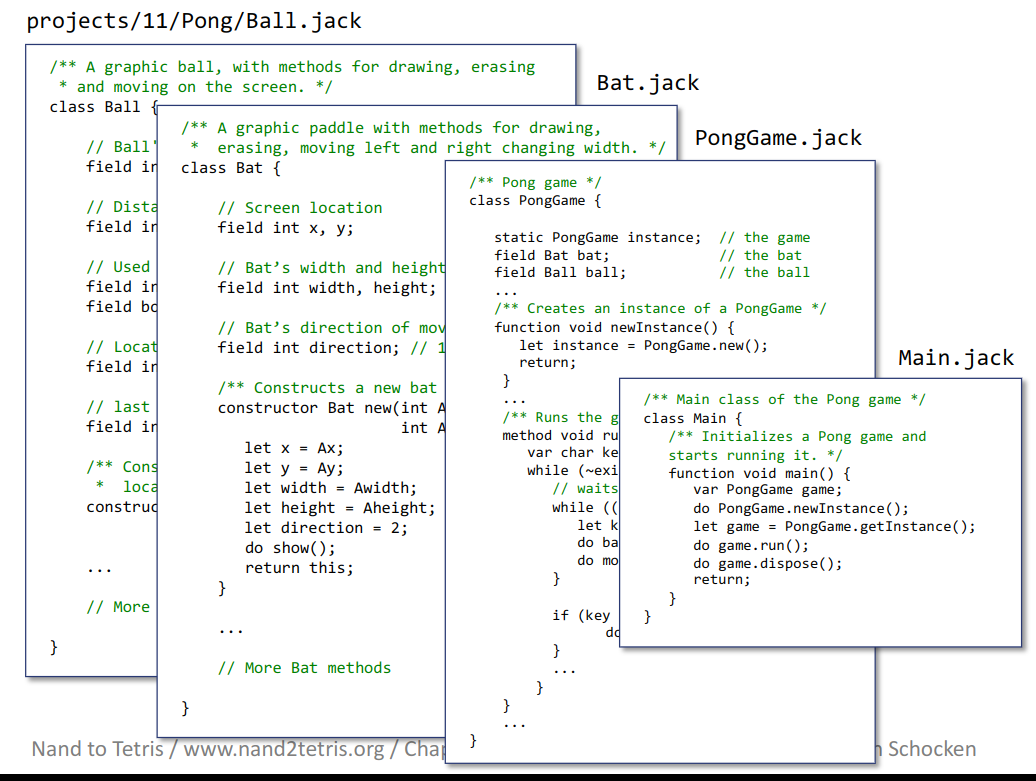 projects/11/Pong/Ball.jack
/** A graphic ball, with methods for drawing, erasing
* and moving on the screen. */
class Ball {
// Ball'
field in
// Dista
field in
// Used
field in
field bo
// Locat
field in
// last
field in
/** Cons
* loca
construc
...
// More
}
Bat.jack
/** A graphic paddle with methods for drawing,
* erasing, moving left and right changing width. */
class Bat {
// Screen location
field int x, y;
// Bat’s width and height
field int width, height;
// Bat’s direction of mov
field int direction; // 1
/** Constructs a new bat
constructor Bat new(int A
int A
let x = Ax;
let y = Ay;
let width = Awidth;
let height = Aheight;
let direction = 2;
do show();
return this;
}
...
// More Bat methods
}
PongGame.jack
/** Pong game */
class PongGame {
static PongGame instance; // the game
field Bat bat; // the bat
field Ball ball; // the ball
...
/** Creates an instance of a PongGame */
function void newInstance() {
let instance = PongGame.new();
return;
}
...
/** Runs the g
method void ru
var char ke
while (~exi
// waits
while ((
let k
do ba
do mo
}
if (key
do
}
...
}
}
...
}
Main.jack
/** Main class of the Pong game */
class Main {
/** Initializes a Pong game and
starts running it. */
function void main() {
var PongGame game;
do PongGame.newInstance();
let game = PongGame.getInstance();
do game.run();
do game.dispose();
return;
}
}
Nand to Tetris / www.nand2tetris.org / Chap
n Schocken